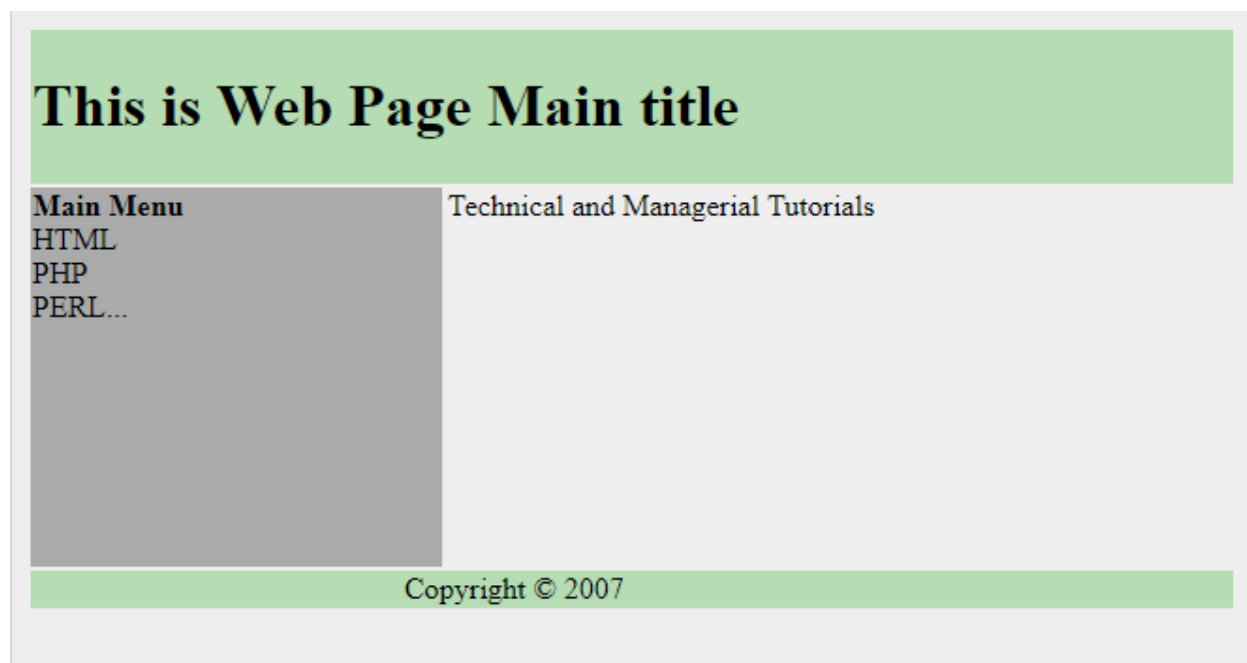 This is Web Page Main title
Main Menu
HTML
PHP
PERL...
Technical and Managerial Tutorials
Copyright © 2007